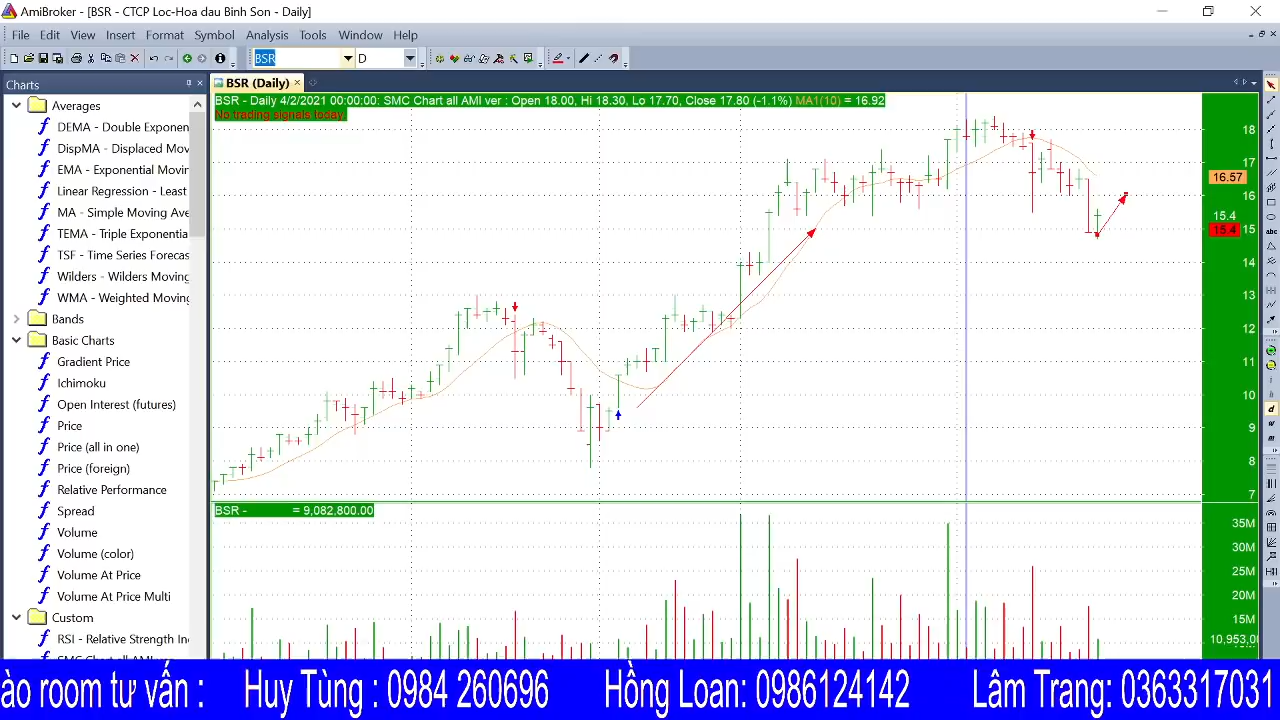 AmiBroker - [BSR - CTCP Loc-Hoa dau Binh Son - Daily]
File Edit View Insert Format Symbol Analysis Tools Window Help
BSR D
Charts
BSR (Daily)
Averages
DEMA - Double Exponen
DispMA - Displaced Mov
EMA - Exponential Movin
Linear Regression - Least
MA - Simple Moving Ave
TEMA - Triple Exponentia
TSF - Time Series Forecas
Wilders - Wilders Moving
WMA - Weighted Moving
Bands
Basic Charts
Gradient Price
Ichimoku
Open Interest (futures)
Price
Price (all in one)
Price (foreign)
Relative Performance
Spread
Volume
Volume (color)
Volume At Price
Volume At Price Multi
Custom
RSI - Relative Strength In
SMC Chart all AMI
BSR - Daily 4/2/2021 00:00:00: SMC Chart all AMI ver : Open 18.00, Hi 18.30, Lo 17.70, Close 17.80 (-1.1%) MA1(10) = 16.92
No trading signals today.
18
17
16.57
16
15.4
15.4
15
14
13
12
11
10
9
8
7
BSR - = 9,082,800.00
35M
30M
25M
20M
15M
10,953,00
ào room tư vấn : Huy Tùng : 0984 260696 Hồng Loan: 0986124142 Lâm Trang: 0363317031